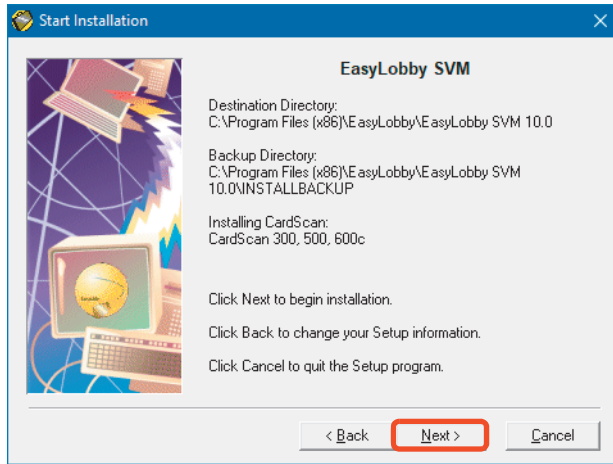 Start Installation
EasyLobby SVM
Destination Directory:
C:\Program Files (x86)\EasyLobby\EasyLobby SVM 10.0
Backup Directory:
C:\Program Files (x86)\EasyLobby\EasyLobby SVM
10.0\INSTALLBACKUP
Installing CardScan:
CardScan 300, 500, 600c
Click Next to begin installation.
Click Back to change your Setup information.
Click Cancel to quit the Setup program.
EasyLobby
< Back
Next >
Cancel